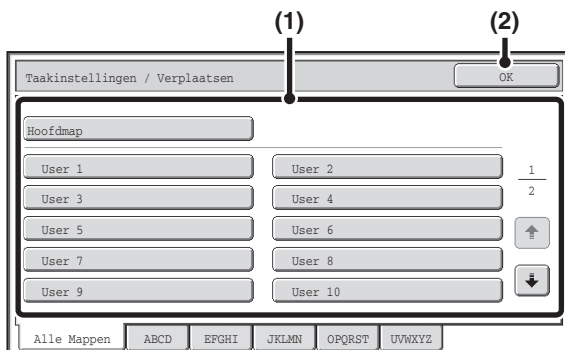 (1) (2)
Taakinstellingen / Verplaatsen OK
Hoofdmap
User 1 User 2 1
User 3 User 4 2
User 5 User 6
User 7 User 8
User 9 User 10
Alle Mappen ABCD EFGHI JKLMN OPQRST UVWXYZ